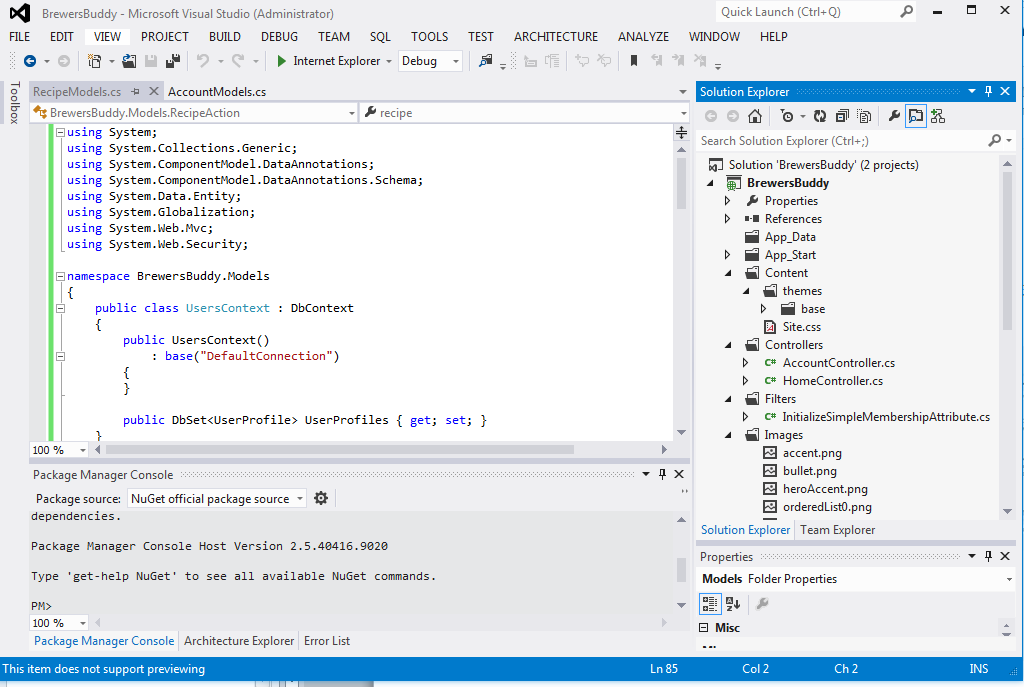 BrewersBuddy - Microsoft Visual Studio (Administrator)
Quick Launch (Ctrl+Q)
FILE EDIT VIEW PROJECT BUILD DEBUG TEAM SQL TOOLS TEST ARCHITECTURE ANALYZE WINDOW HELP
Internet Explorer Debug
Toolbox
RecipeModels.cs AccountModels.cs
BrewersBuddy.Models.RecipeAction recipe
using System;
using System.Collections.Generic;
using System.ComponentModel.DataAnnotations;
using System.ComponentModel.DataAnnotations.Schema;
using System.Data.Entity;
using System.Globalization;
using System.Web.Mvc;
using System.Web.Security;
namespace BrewersBuddy.Models
{
public class UsersContext : DbContext
{
public UsersContext()
: base("DefaultConnection")
{
}
public DbSet<UserProfile> UserProfiles { get; set; }
}
100 %
Package Manager Console
Package source: NuGet official package source
dependencies.
Package Manager Console Host Version 2.5.40416.9020
Type 'get-help NuGet' to see all available NuGet commands.
PM>
100 %
Package Manager Console Architecture Explorer Error List
Solution Explorer
Search Solution Explorer (Ctrl+;)
Solution 'BrewersBuddy' (2 projects)
BrewersBuddy
Properties
References
App_Data
App_Start
Content
themes
base
Site.css
Controllers
C# AccountController.cs
C# HomeController.cs
Filters
C# InitializeSimpleMembershipAttribute.cs
Images
accent.png
bullet.png
heroAccent.png
orderedList0.png
Solution Explorer Team Explorer
Properties
Models Folder Properties
Misc
This item does not support previewing Ln 85 Col 2 Ch 2 INS